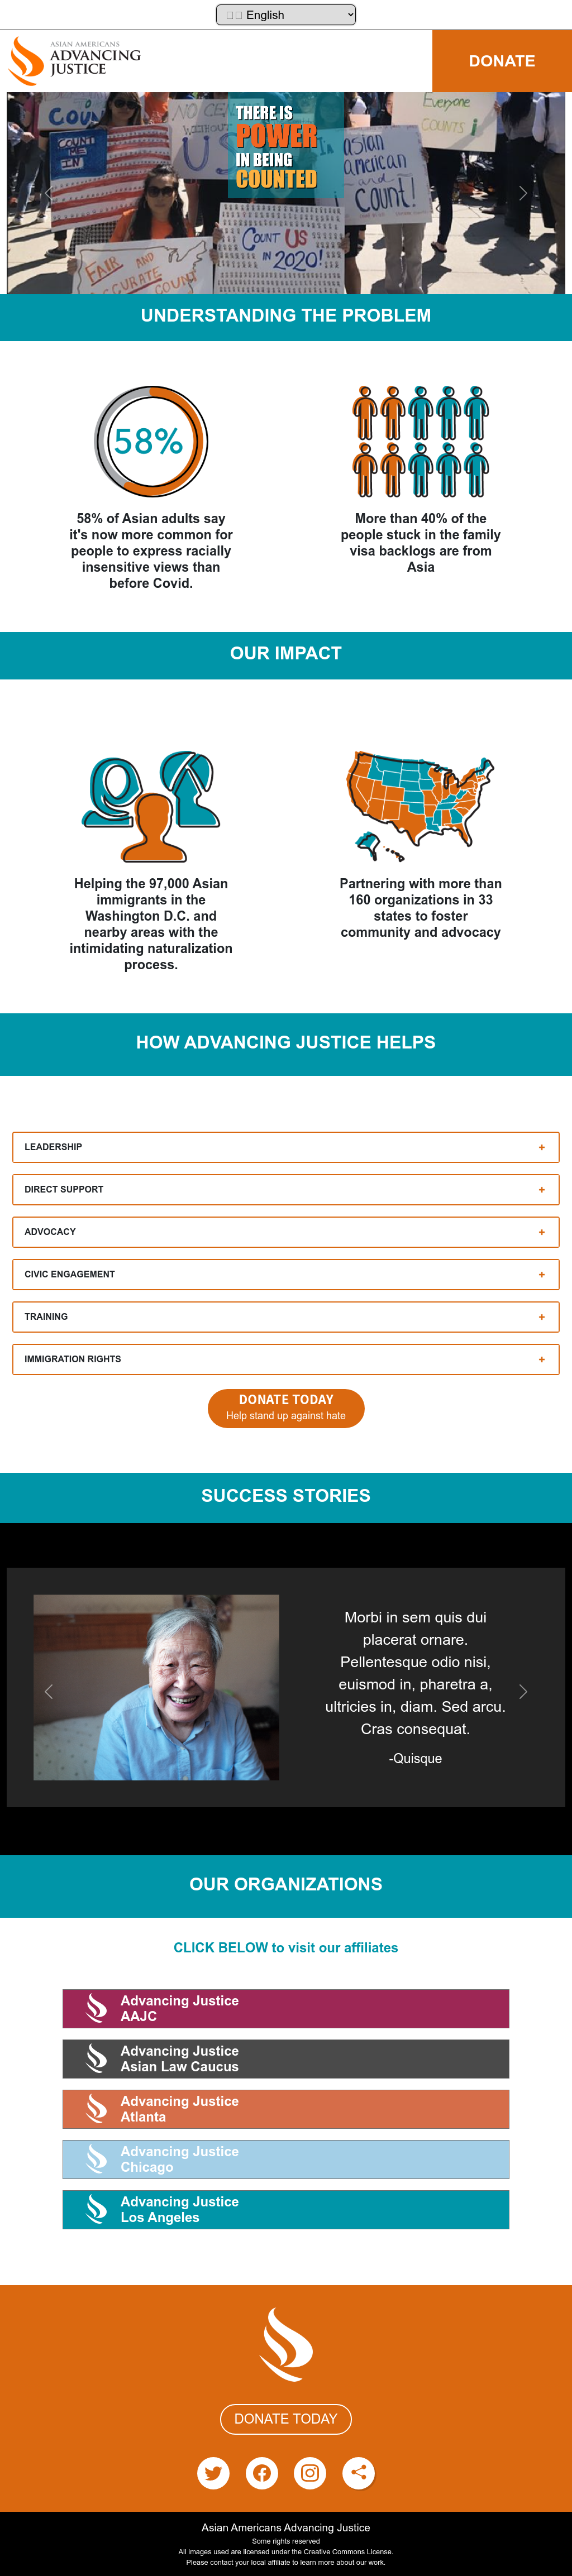 English
ASIAN AMERICANS
ADVANCING
JUSTICE
DONATE
THERE IS
POWER
IN BEING
COUNTED
NO CE
WITHOUT
US
Everyone
COUNTS!
COUNT
ME
IN
asian
american
and
Count!
COUNT US
IN 2020!
FAIR AND
ACCURATE
COUNT
UNDERSTANDING THE PROBLEM
58%
58% of Asian adults say
it's now more common for
people to express racially
insensitive views than
before Covid.
More than 40% of the
people stuck in the family
visa backlogs are from
Asia
OUR IMPACT
Helping the 97,000 Asian
immigrants in the
Washington D.C. and
nearby areas with the
intimidating naturalization
process.
Partnering with more than
160 organizations in 33
states to foster
community and advocacy
HOW ADVANCING JUSTICE HELPS
LEADERSHIP +
DIRECT SUPPORT +
ADVOCACY +
CIVIC ENGAGEMENT +
TRAINING +
IMMIGRATION RIGHTS +
DONATE TODAY
Help stand up against hate
SUCCESS STORIES
Morbi in sem quis dui
placerat ornare.
Pellentesque odio nisi,
euismod in, pharetra a,
ultricies in, diam. Sed arcu.
Cras consequat.
-Quisque
OUR ORGANIZATIONS
CLICK BELOW to visit our affiliates
Advancing Justice
AAJC
Advancing Justice
Asian Law Caucus
Advancing Justice
Atlanta
Advancing Justice
Chicago
Advancing Justice
Los Angeles
DONATE TODAY
Asian Americans Advancing Justice
Some rights reserved
All images used are licensed under the Creative Commons License.
Please contact your local affiliate to learn more about our work.